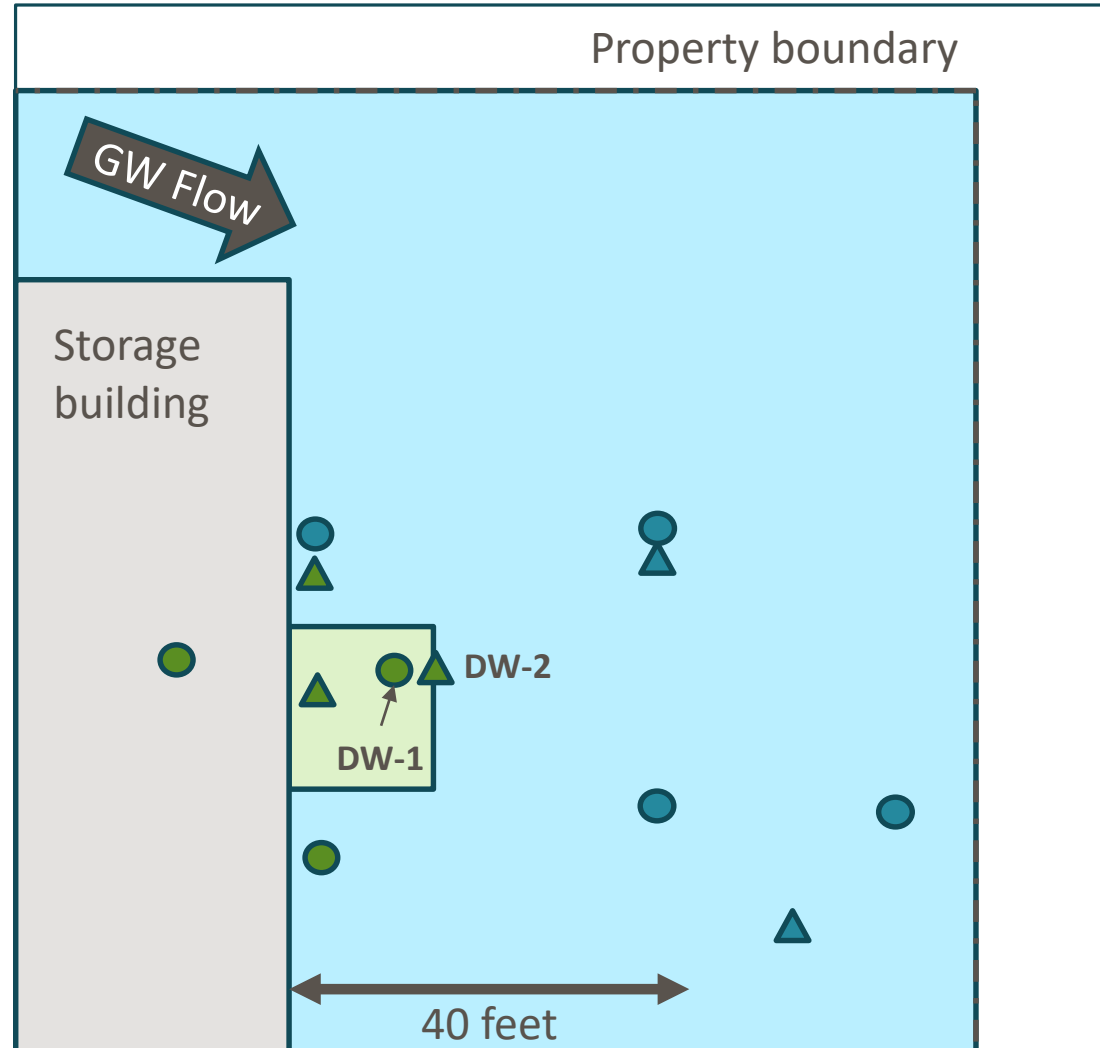 Property boundary
GW Flow
Storage
building
DW-2
DW-1
40 feet